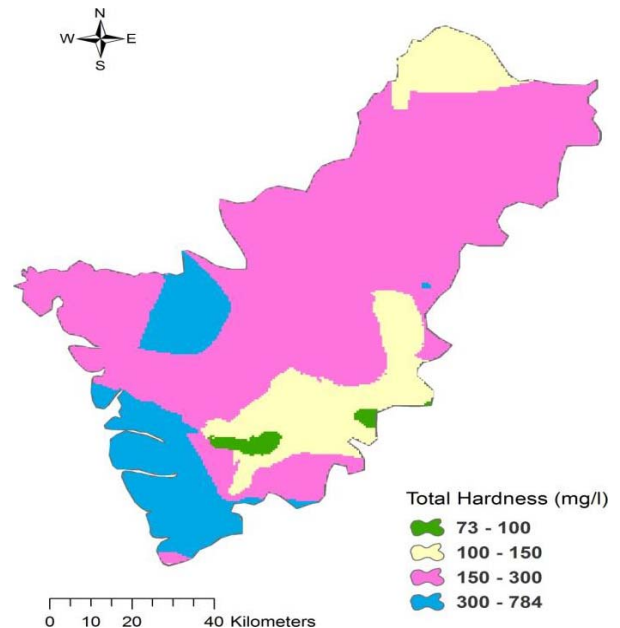 N
W E
S
Total Hardness (mg/l)
73 - 100
100 - 150
150 - 300
300 - 784
0 10 20 40 Kilometers